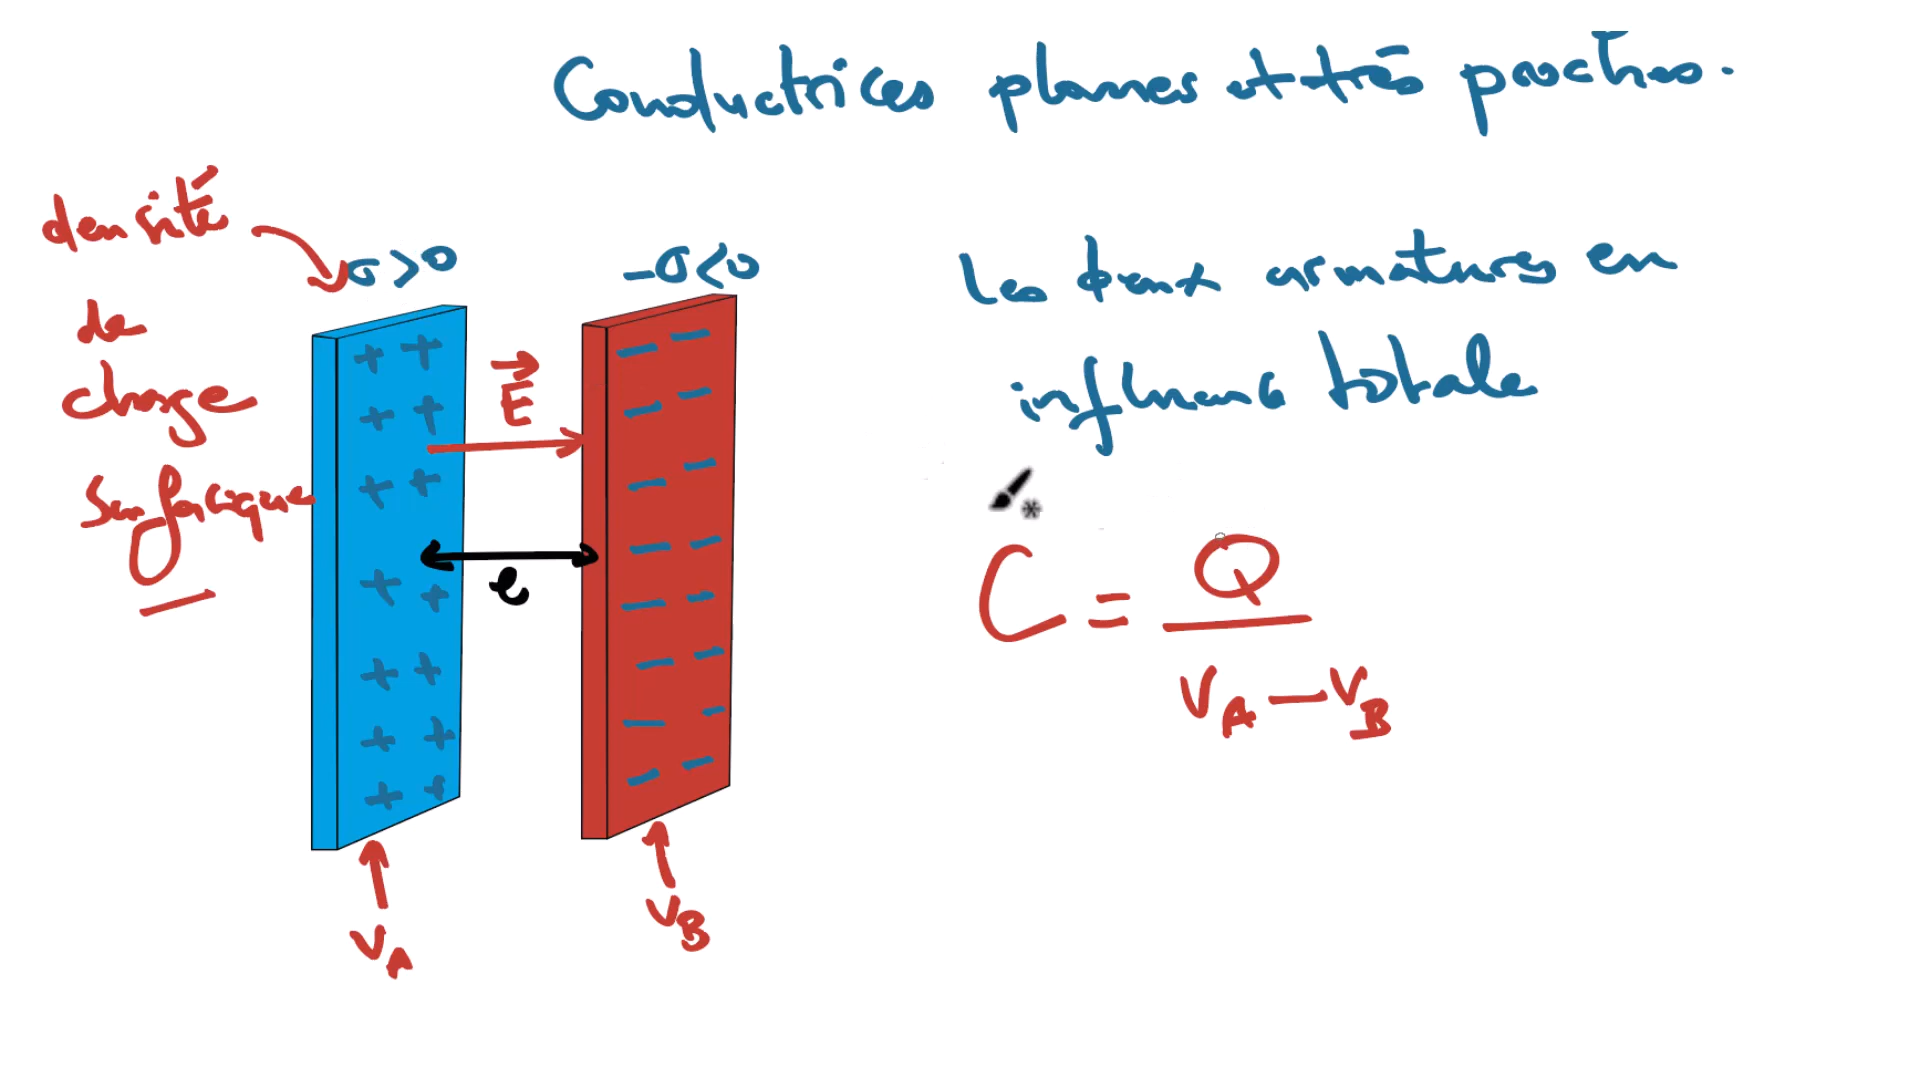 Conductrices planes et très proches.
densité
de
charge
Surfacique
σ>0
-σ<0
E
e
VA
VB
Les deux armatures en
influence totale
C = Q
VA - VB